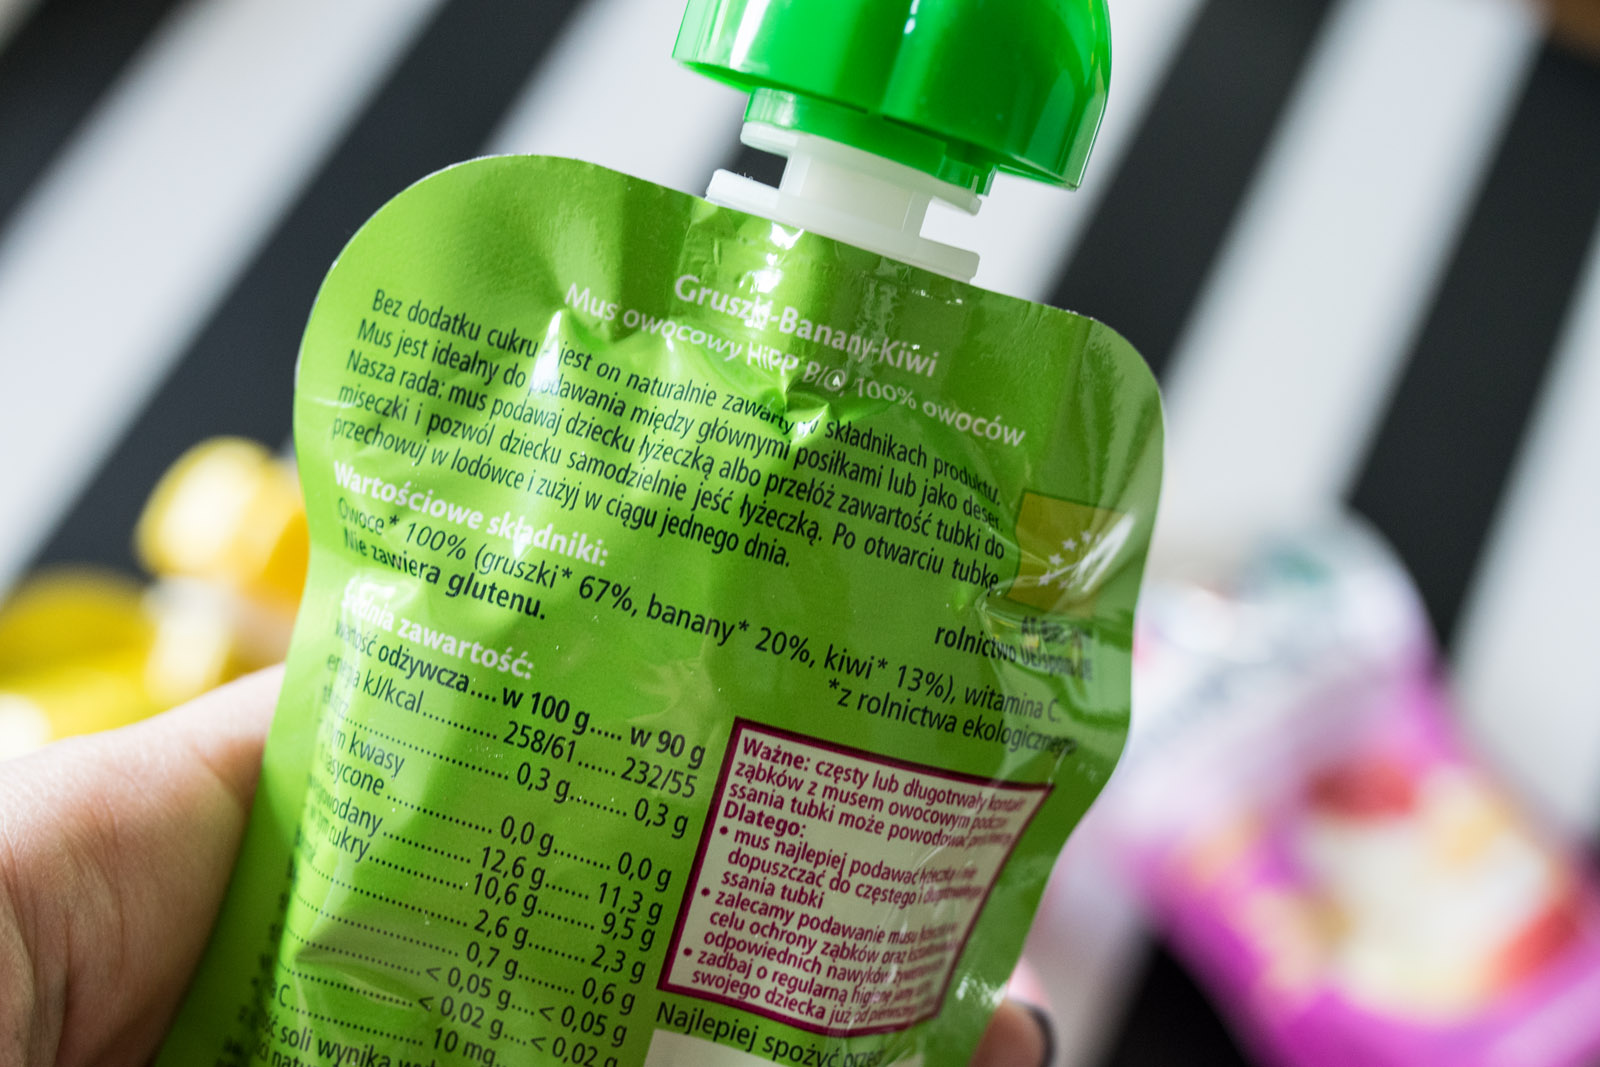 Gruszki-Banany-Kiwi
Mus owocowy HiPP BIO, 100% owoców
Bez dodatku cukru - jest on naturalnie zawarty w składnikach produktu.
Mus jest idealny do podawania między głównymi posiłkami lub jako deser.
Nasza rada: mus podawaj dziecku łyżeczką albo przełóż zawartość tubki do
miseczki i pozwól dziecku samodzielnie jeść łyżeczką. Po otwarciu tubkę
przechowuj w lodówce i zużyj w ciągu jednego dnia.
Wartościowe składniki:
Owoce* 100% (gruszki* 67%, banany* 20%, kiwi* 13%), witamina C.
Nie zawiera glutenu.
*z rolnictwa ekologicznego
rolnictwo
Średnia zawartość:
wartość odżywcza.... w 100 g..... w 90 g
energia kJ/kcal.......... 258/61...... 232/55
0,3 g........ 0,3 g
kwasy
0,0 g......... 0,0 g
12,6 g...... 11,3 g
cukry.............. 10,6 g........ 9,5 g
2,6 g........ 2,3 g
0,7 g......... 0,6 g
< 0,05 g... < 0,05 g
< 0,02 g....< 0,02 g
C.................. 10 mg
soli wynika
Ważne: częsty lub długotrwały kontakt
ząbków z musem owocowym podczas
ssania tubki może powodować
Dlatego:
• mus najlepiej podawać
dopuszczać do częstego i
ssania tubki
• zalecamy podawanie musu
celu ochrony ząbków oraz
odpowiednich nawyków
• zadbaj o regularną higienę
swojego dziecka już od
Najlepiej spożyć przed